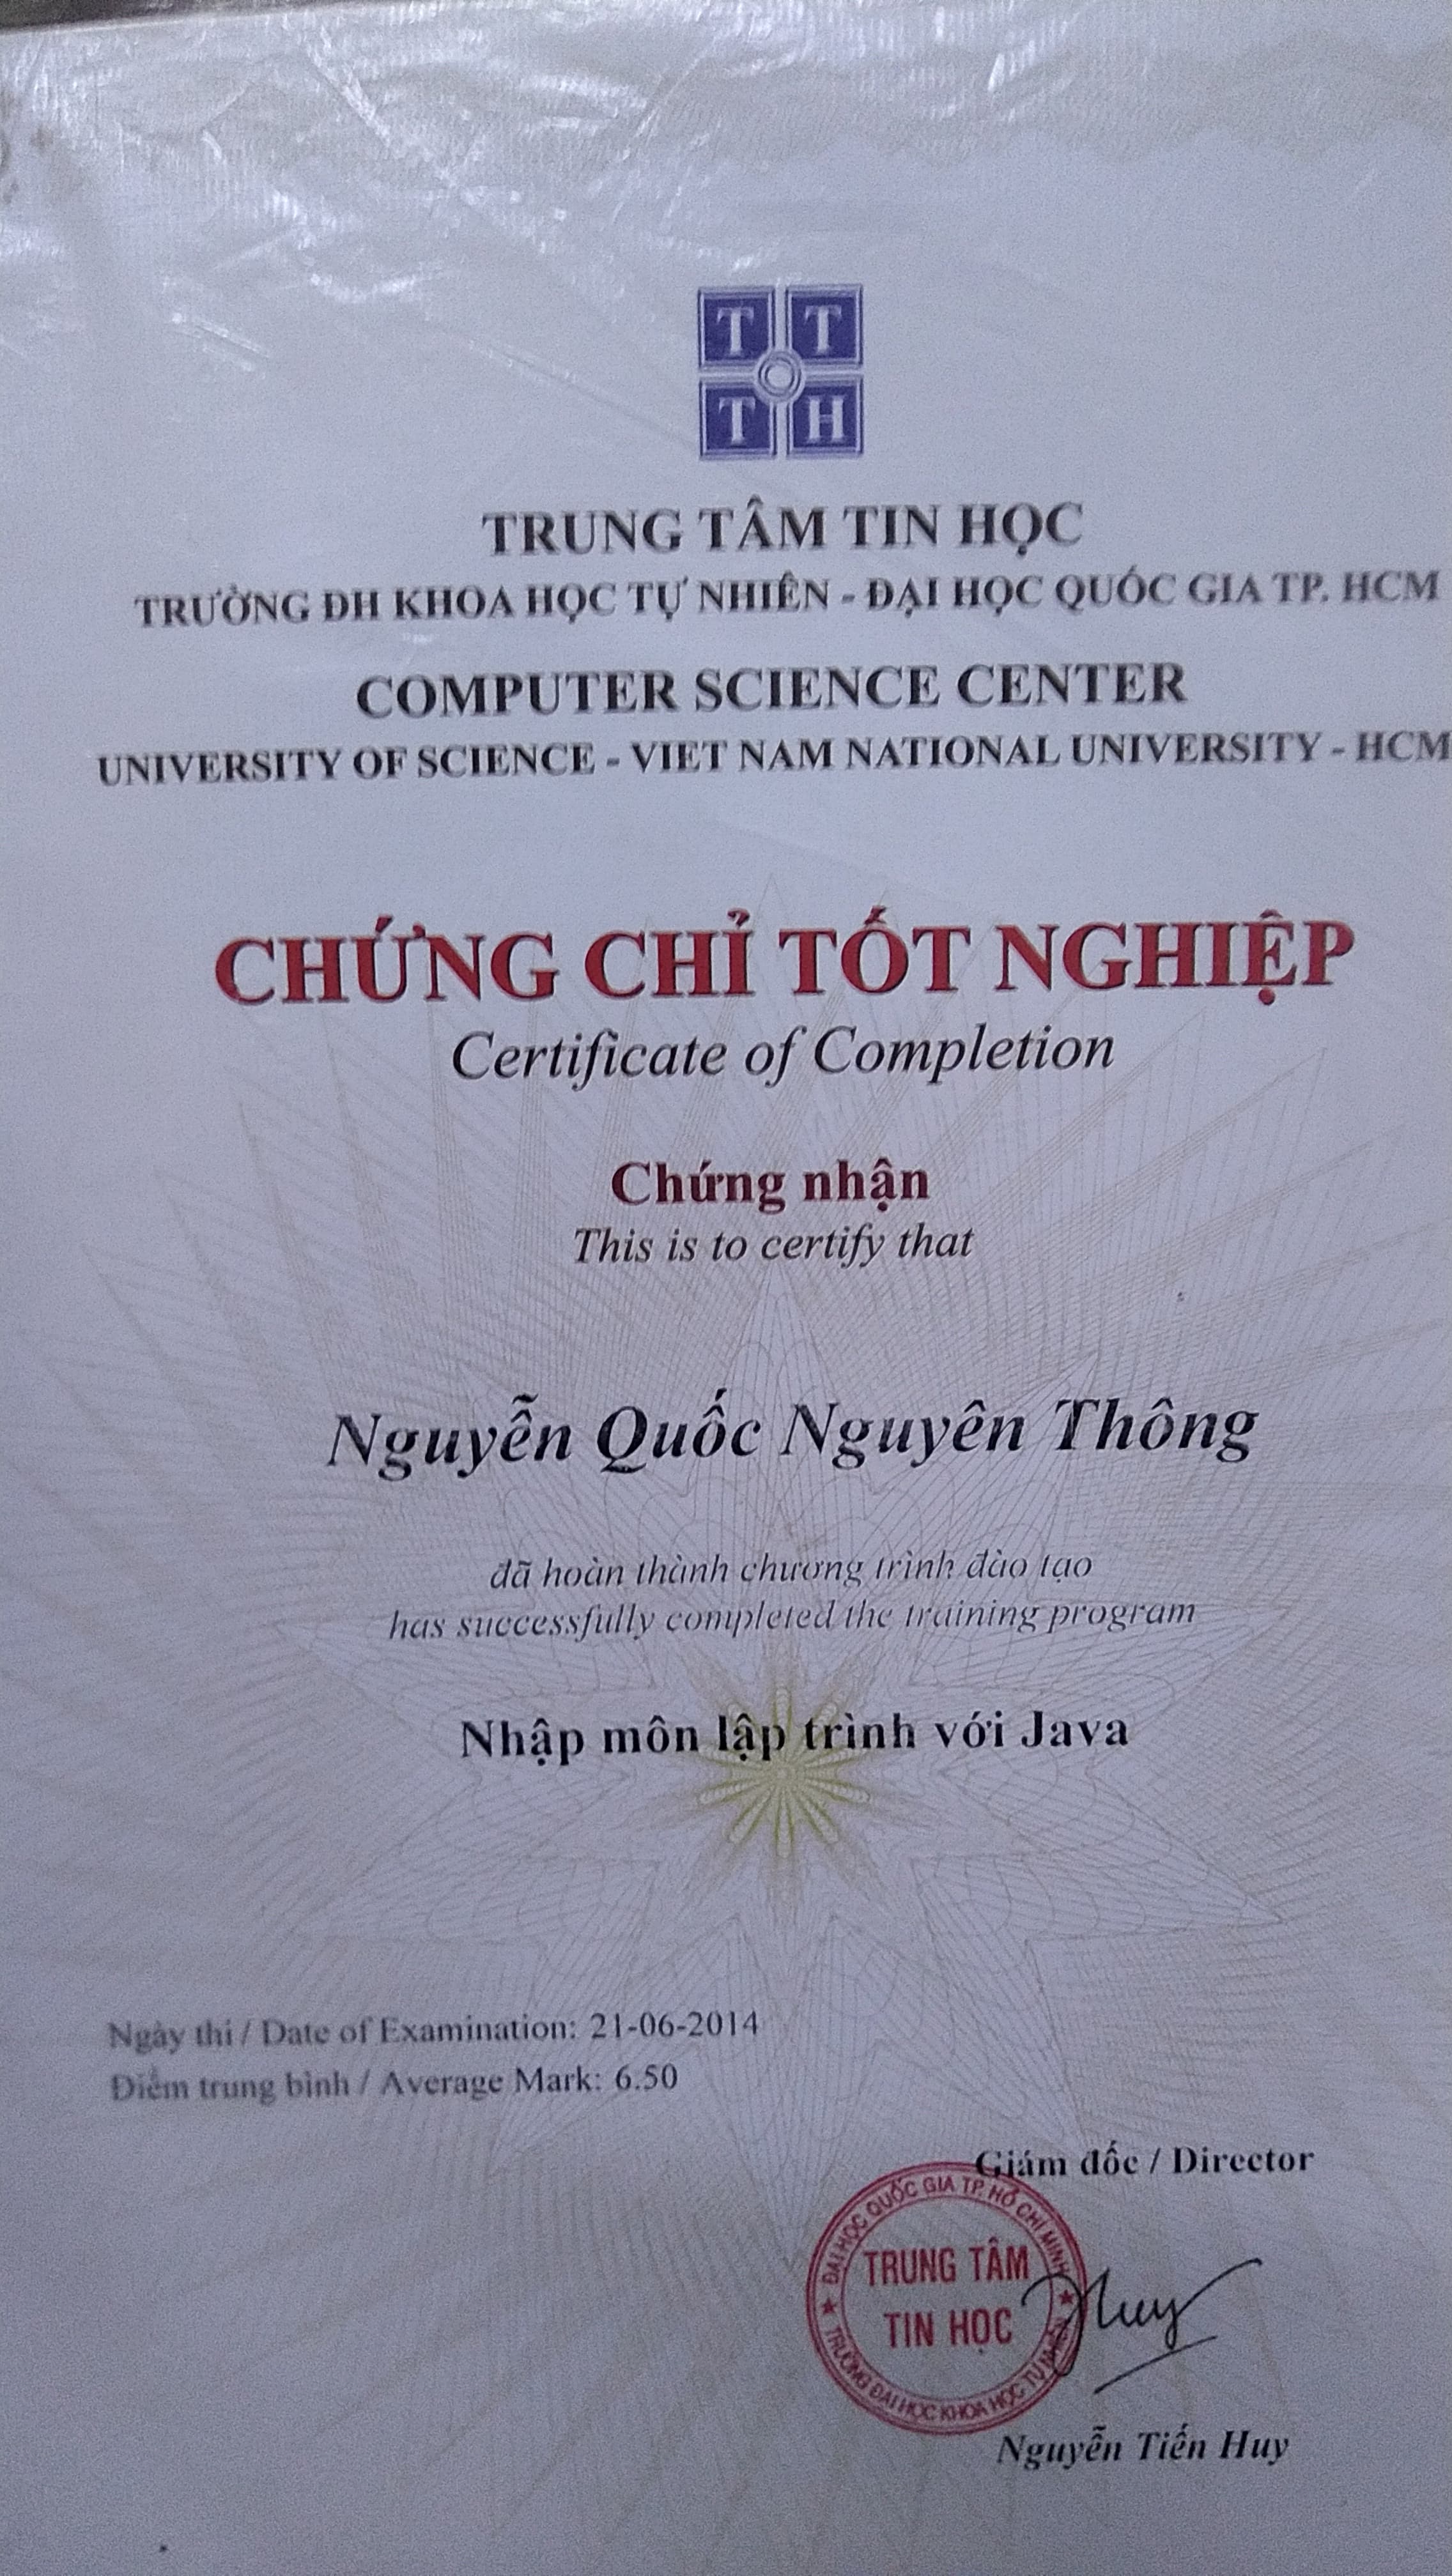 T T
T H
TRUNG TÂM TIN HỌC
TRƯỜNG ĐH KHOA HỌC TỰ NHIÊN - ĐẠI HỌC QUỐC GIA TP. HCM
COMPUTER SCIENCE CENTER
UNIVERSITY OF SCIENCE - VIET NAM NATIONAL UNIVERSITY - HCM
CHỨNG CHỈ TỐT NGHIỆP
Certificate of Completion
Chứng nhận
This is to certify that
Nguyễn Quốc Nguyên Thông
đã hoàn thành chương trình đào tạo
has successfully completed the training program
Nhập môn lập trình với Java
Ngày thi / Date of Examination: 21-06-2014
Điểm trung bình / Average Mark: 6.50
Giám đốc / Director
ĐẠI HỌC QUỐC GIA TP. HỒ CHÍ MINH
TRUNG TÂM
TIN HỌC
TRƯỜNG ĐẠI HỌC KHOA HỌC TỰ NHIÊN
Huy
Nguyễn Tiến Huy